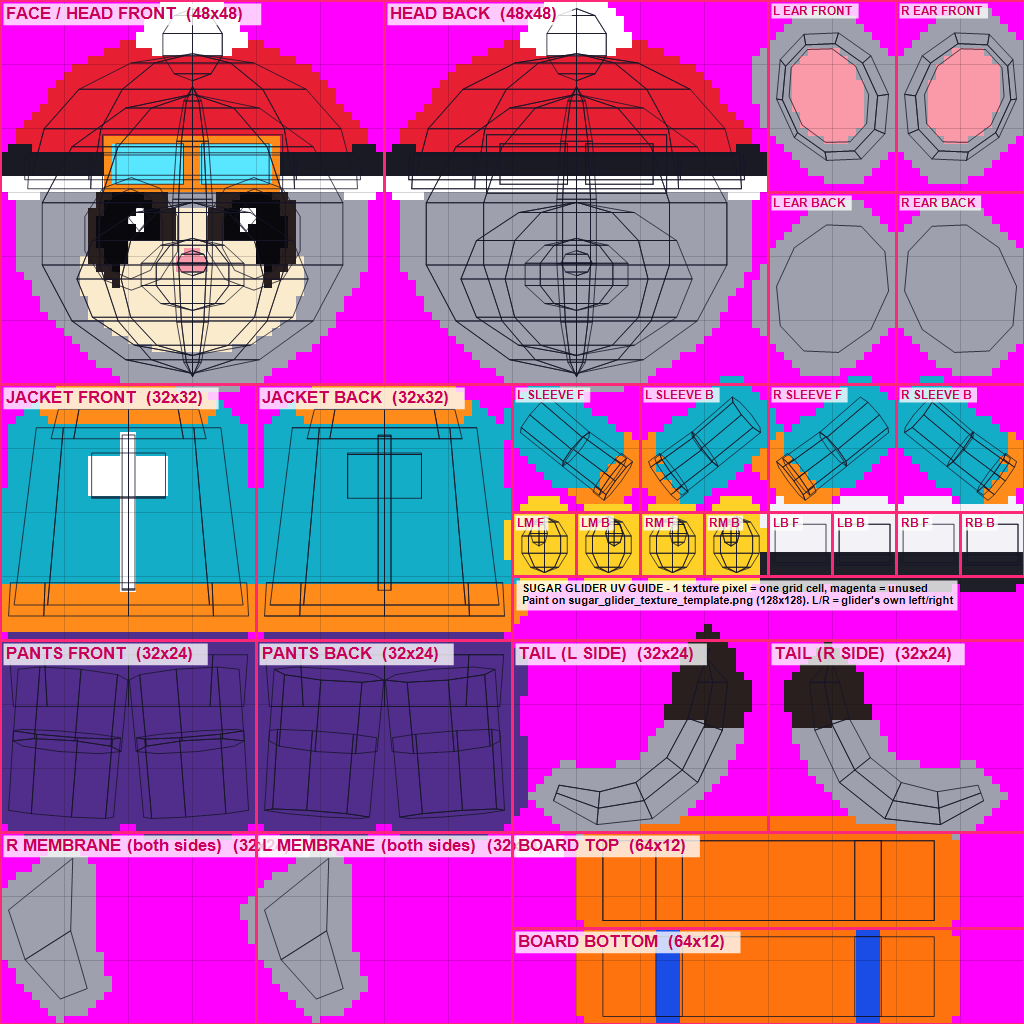 FACE / HEAD FRONT (48x48)
HEAD BACK (48x48)
L EAR FRONT
R EAR FRONT
L EAR BACK
R EAR BACK
JACKET FRONT (32x32)
JACKET BACK (32x32)
L SLEEVE F
L SLEEVE B
R SLEEVE F
R SLEEVE B
LM F
LM B
RM F
RM B
LB F
LB B
RB F
RB B
SUGAR GLIDER UV GUIDE - 1 texture pixel = one grid cell, magenta = unused
Paint on sugar_glider_texture_template.png (128x128). L/R = glider's own left/right
PANTS FRONT (32x24)
PANTS BACK (32x24)
TAIL (L SIDE) (32x24)
TAIL (R SIDE) (32x24)
R MEMBRANE (both sides) (32
L MEMBRANE (both sides) (32
BOARD TOP (64x12)
BOARD BOTTOM (64x12)